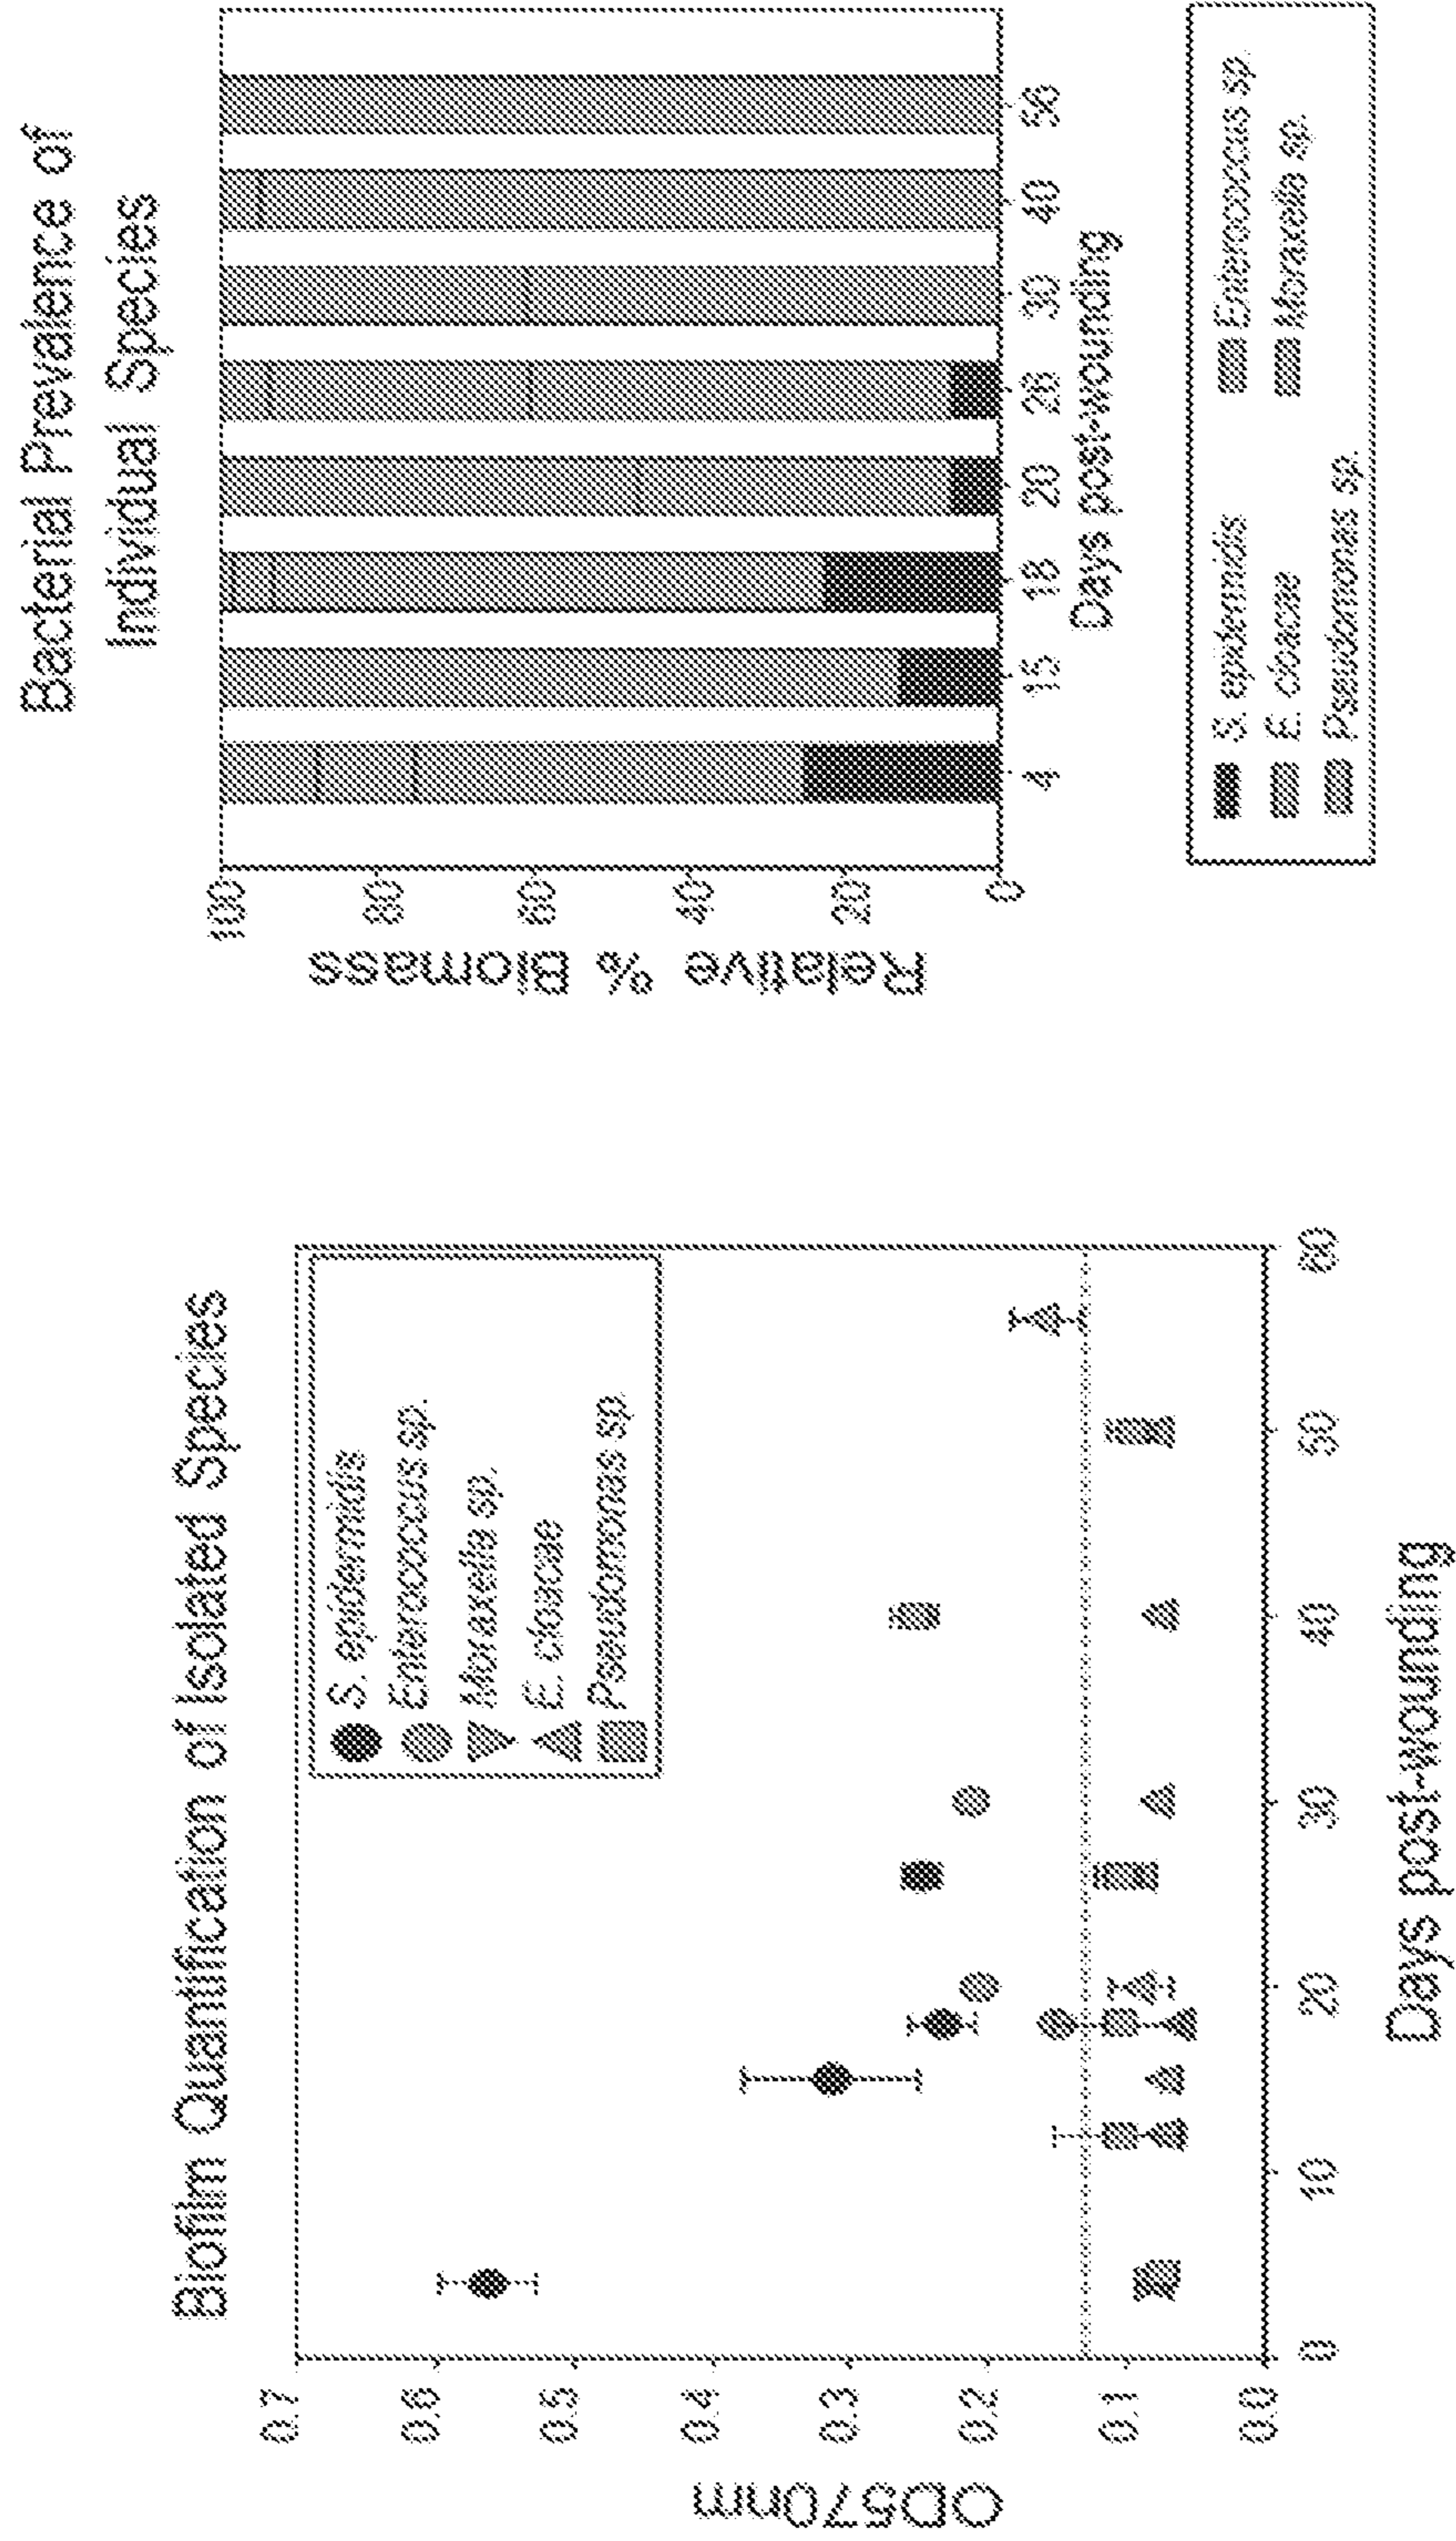 Biofilm Quantification of Isolated Species
OD570nm
0.7
0.6
0.5
0.4
0.3
0.2
0.1
0.0
S. epidermidis
Enterococcus sp.
Moraxella sp.
E. cloacae
Pseudomonas sp.
0 10 20 30 40 50 60
Days post-wounding
Bacterial Prevalence of
Individual Species
Relative % Biomass
100
80
60
40
20
0
4 15 18 20 26 30 40 56
Days post-wounding
S. epidermidis Enterococcus sp.
E. cloacae Moraxella sp.
Pseudomonas sp.